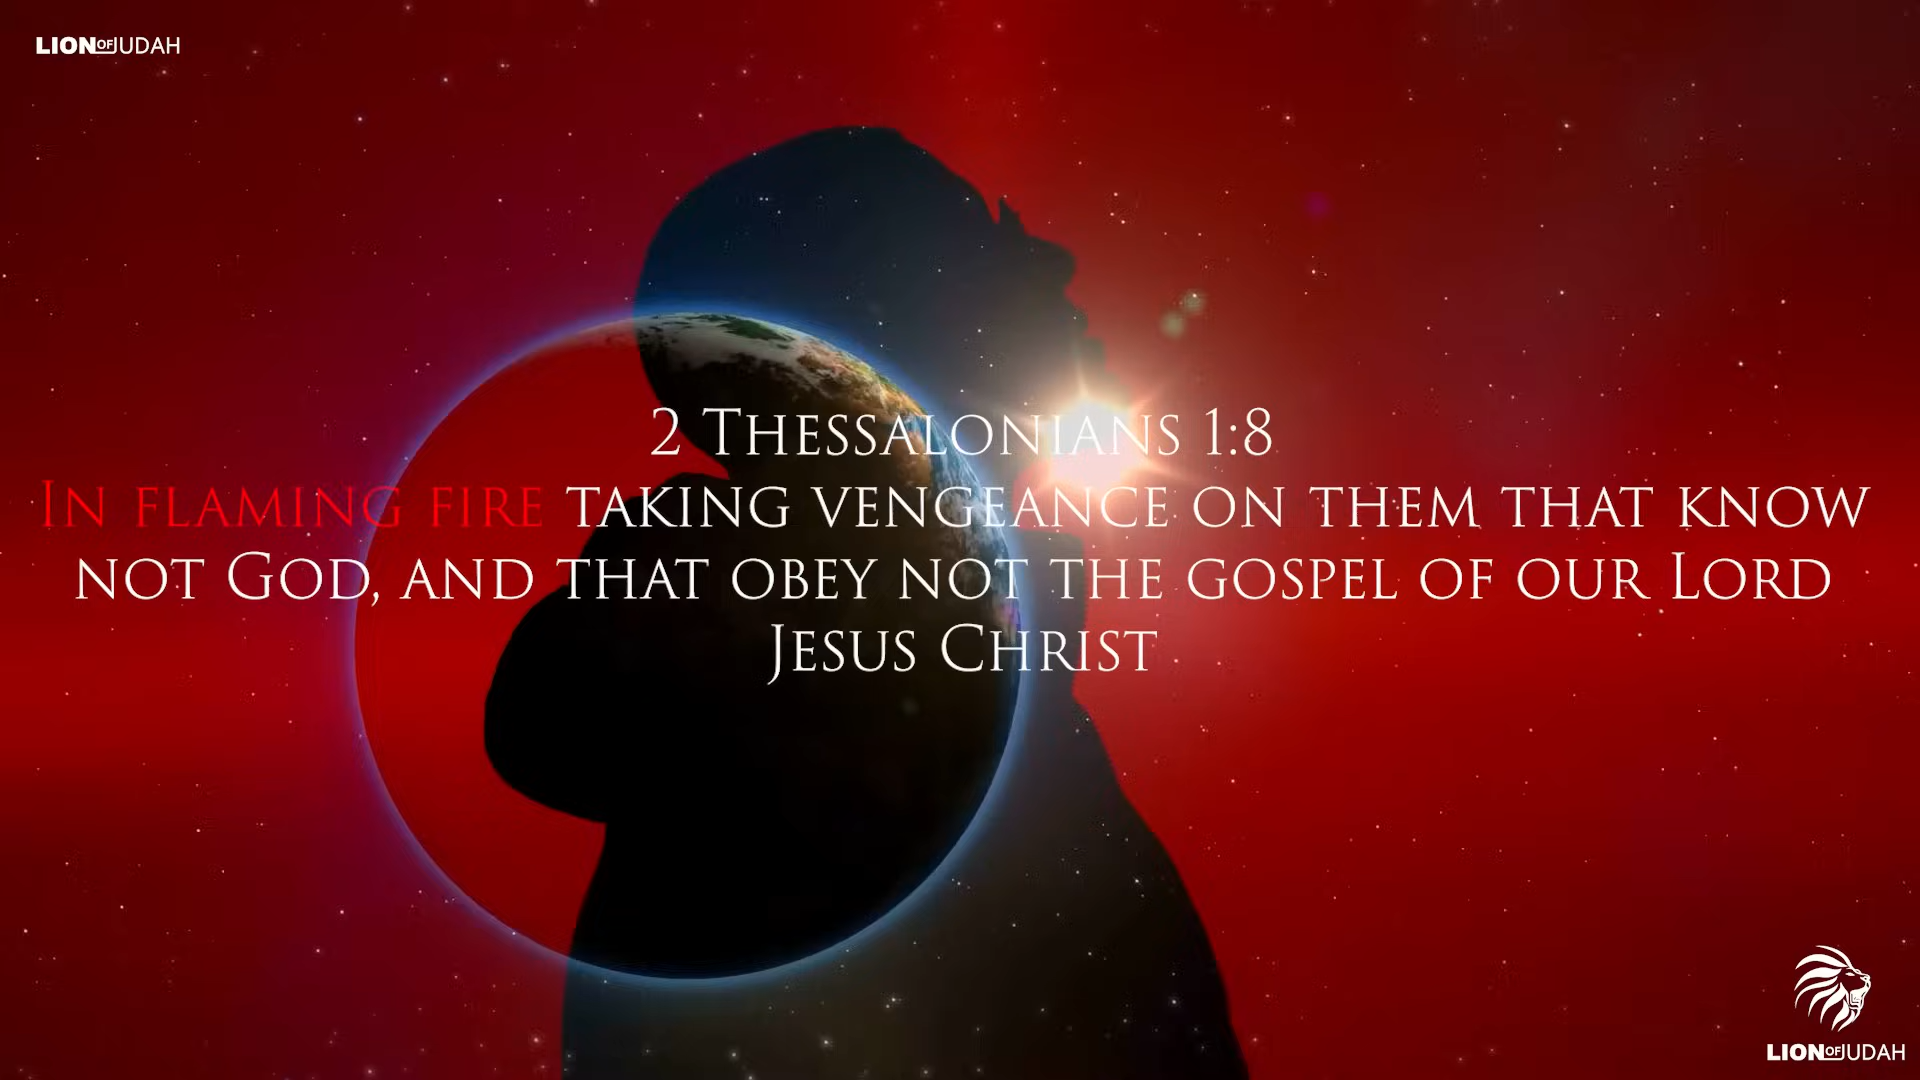 LIONOFJUDAH
2 Thessalonians 1:8
In flaming fire taking vengeance on them that know
not God, and that obey not the gospel of our Lord
Jesus Christ
LIONOFJUDAH